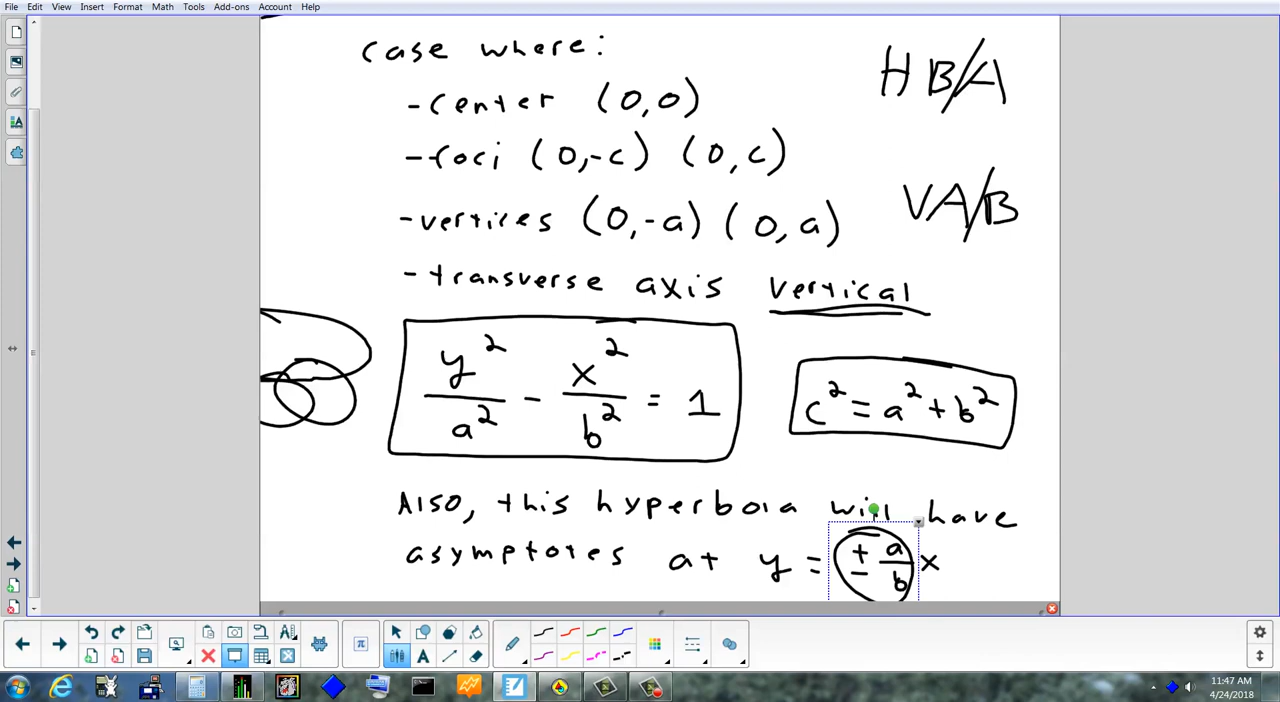 File Edit View Insert Format Math Tools Add-ons Account Help
case where:
H B/A
- center (0,0)
- foci (0,-c) (0,c)
VA/B
- vertices (0,-a) (0,a)
- transverse axis vertical
y²/a² - x²/b² = 1
c² = a² + b²
Also, this hyperbola will have
asymptotes at y = ± a/b x
11:47 AM
4/24/2018